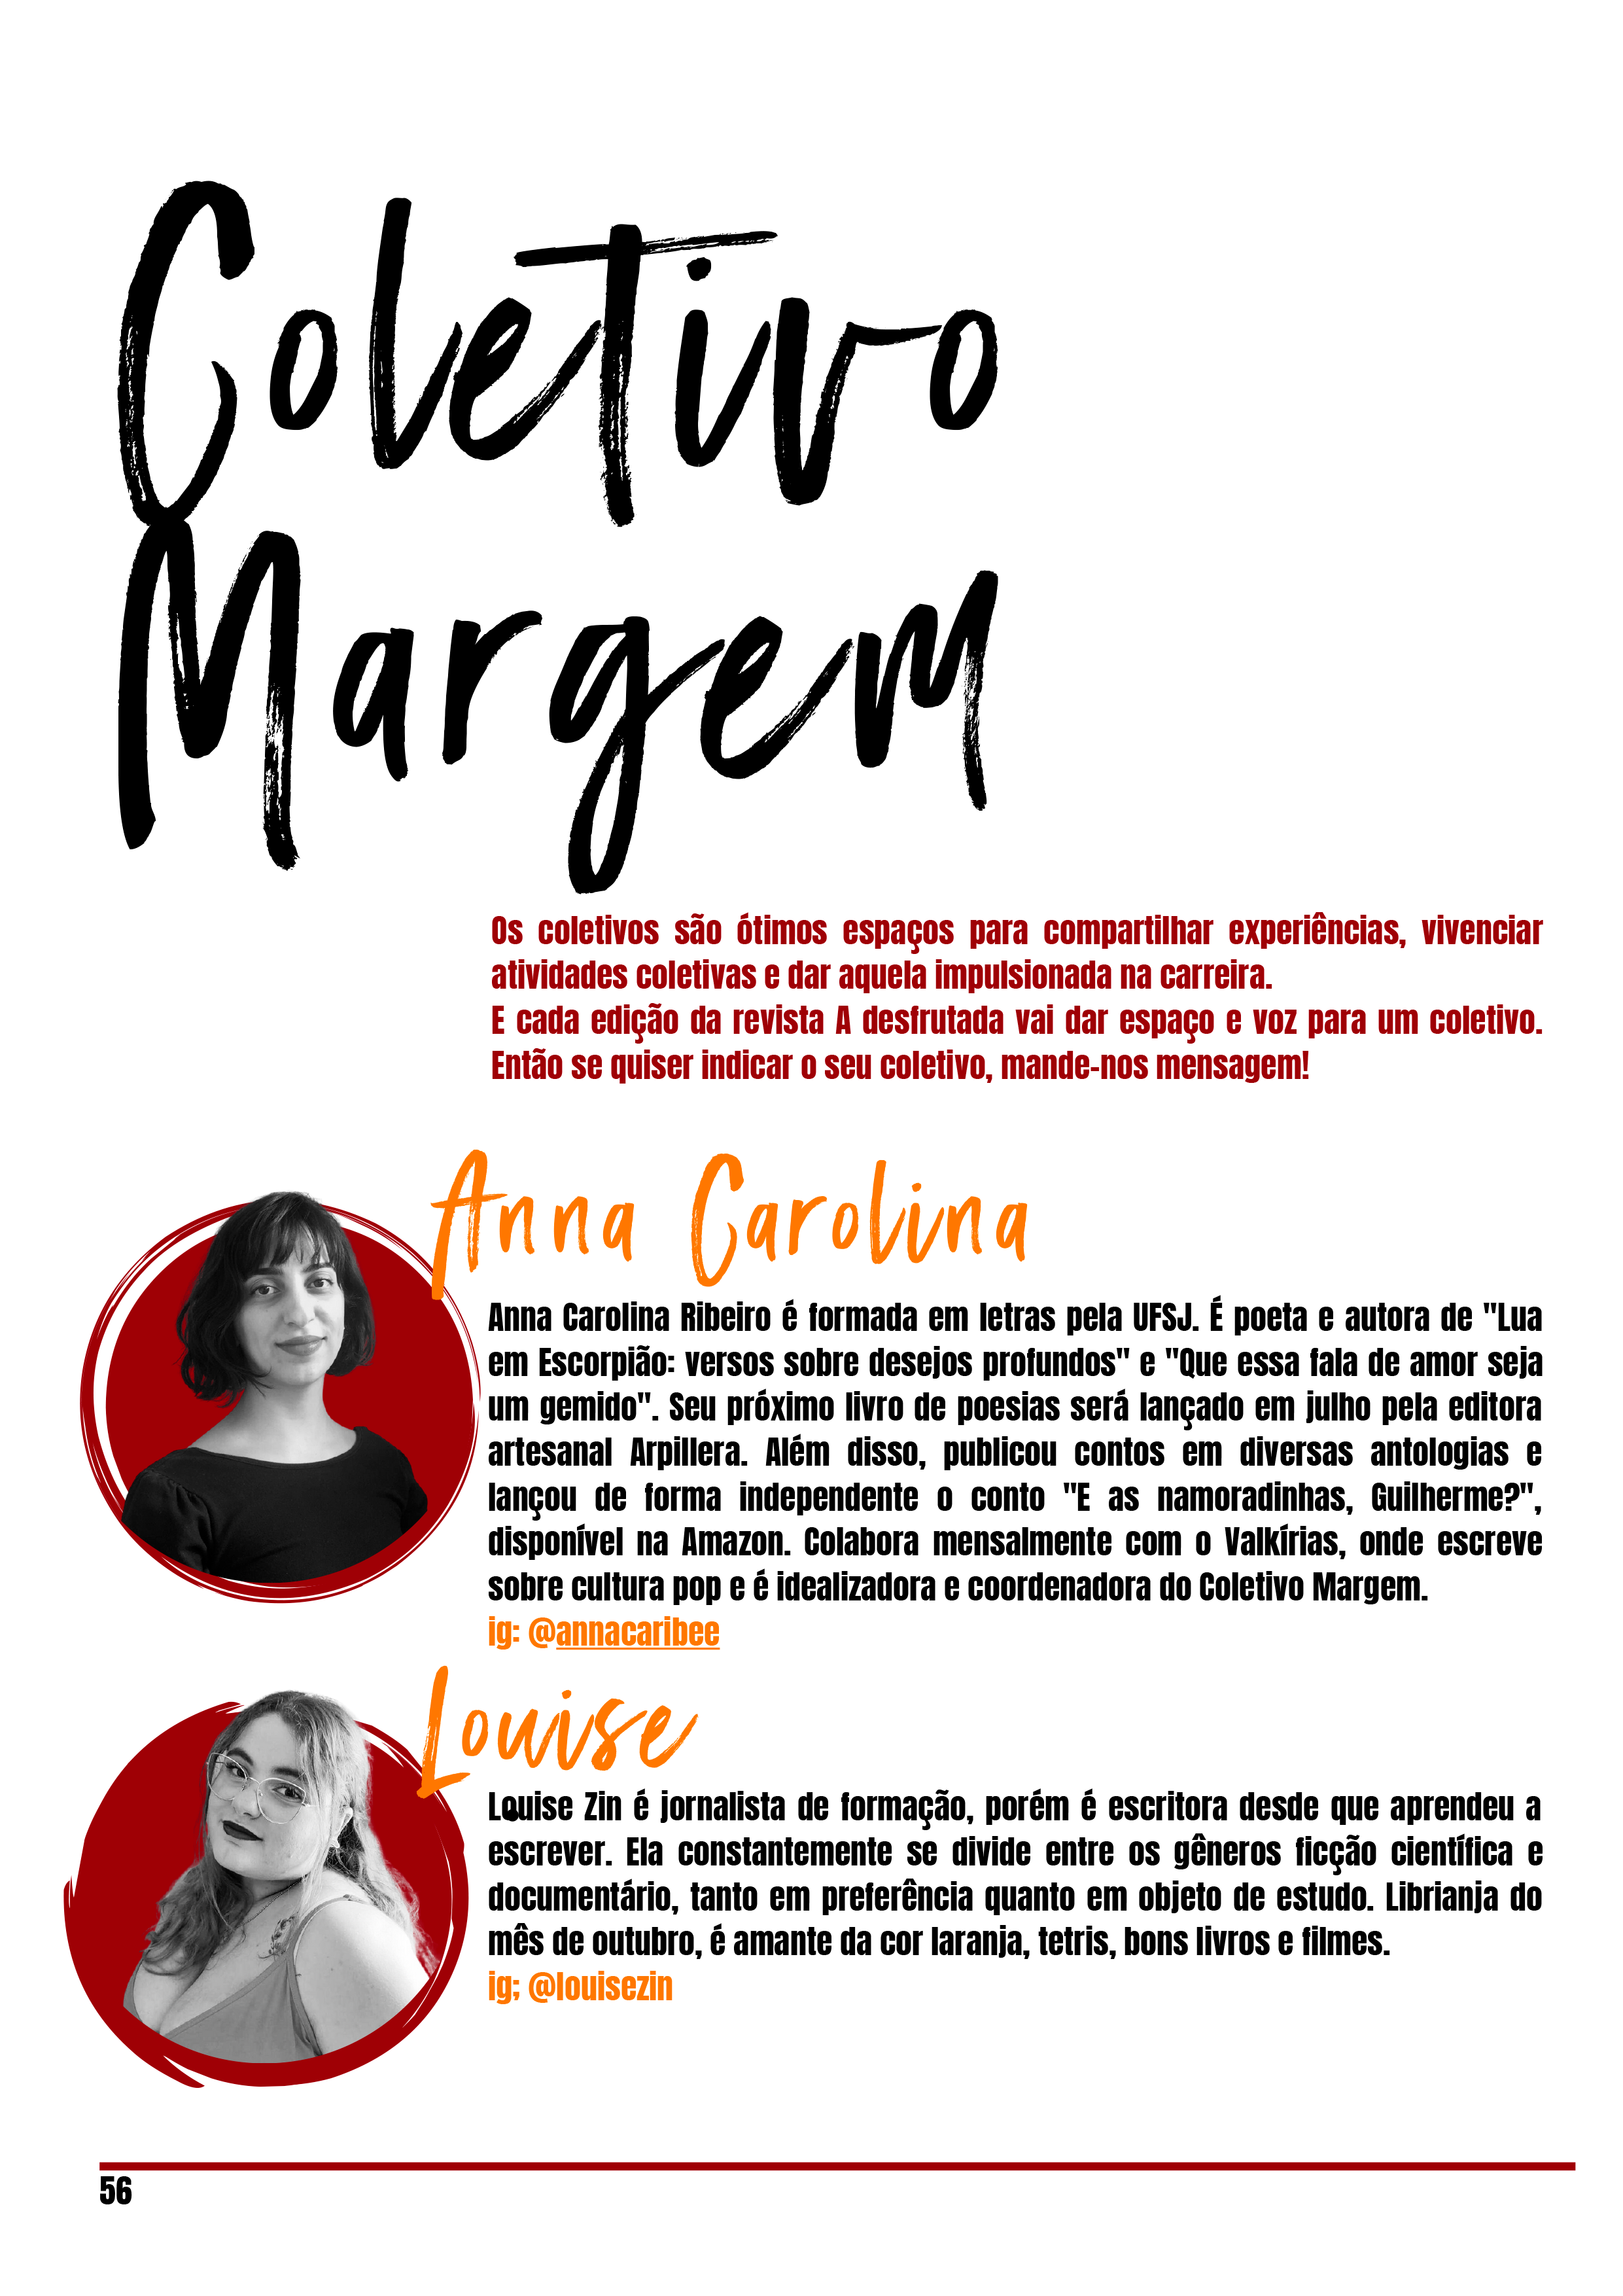 Coletivo
Margem
Os coletivos são ótimos espaços para compartilhar experiências, vivenciar
atividades coletivas e dar aquela impulsionada na carreira.
E cada edição da revista A desfrutada vai dar espaço e voz para um coletivo.
Então se quiser indicar o seu coletivo, mande-nos mensagem!
Anna Carolina
Anna Carolina Ribeiro é formada em letras pela UFSJ. É poeta e autora de "Lua
em Escorpião: versos sobre desejos profundos" e "Que essa fala de amor seja
um gemido". Seu próximo livro de poesias será lançado em julho pela editora
artesanal Arpillera. Além disso, publicou contos em diversas antologias e
lançou de forma independente o conto "E as namoradinhas, Guilherme?",
disponível na Amazon. Colabora mensalmente com o Valkírias, onde escreve
sobre cultura pop e é idealizadora e coordenadora do Coletivo Margem.
ig: @annacaribee
Louise
Louise Zin é jornalista de formação, porém é escritora desde que aprendeu a
escrever. Ela constantemente se divide entre os gêneros ficção científica e
documentário, tanto em preferência quanto em objeto de estudo. Librianja do
mês de outubro, é amante da cor laranja, tetris, bons livros e filmes.
ig; @louisezin
56